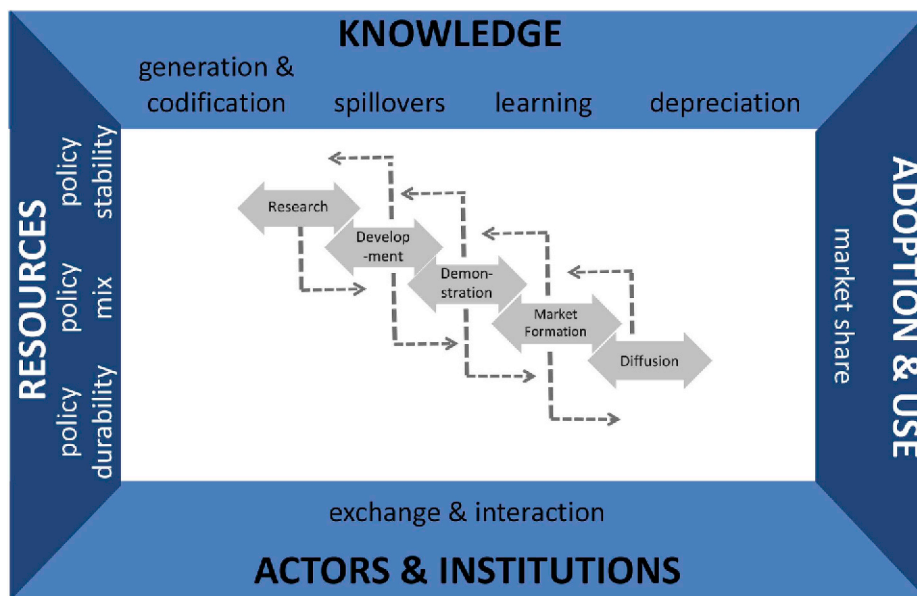 KNOWLEDGE
generation &
codification
spillovers
learning
depreciation
RESOURCES
policy
stability
policy
mix
policy
durability
Research
Develop
-ment
Demon-
stration
Market
Formation
Diffusion
market share
ADOPTION & USE
exchange & interaction
ACTORS & INSTITUTIONS